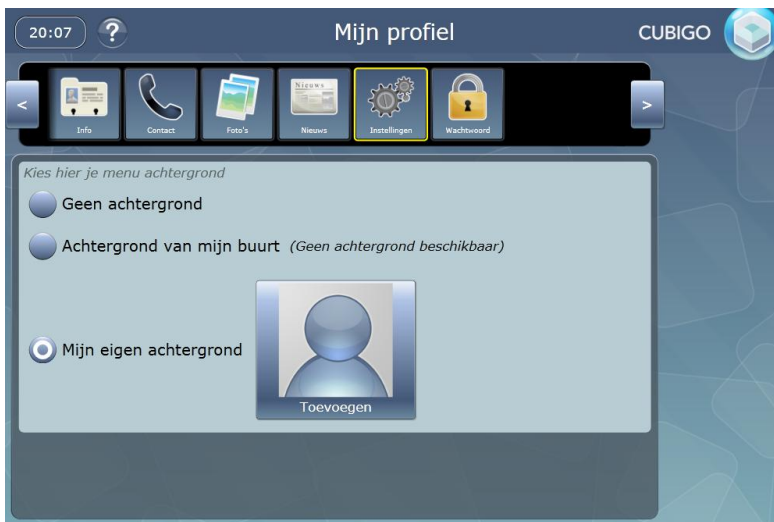 20:07 ? Mijn profiel CUBIGO
< Info Contact Foto's Nieuws Nieuws Instellingen Wachtwoord >
Kies hier je menu achtergrond
Geen achtergrond
Achtergrond van mijn buurt (Geen achtergrond beschikbaar)
Mijn eigen achtergrond
Toevoegen